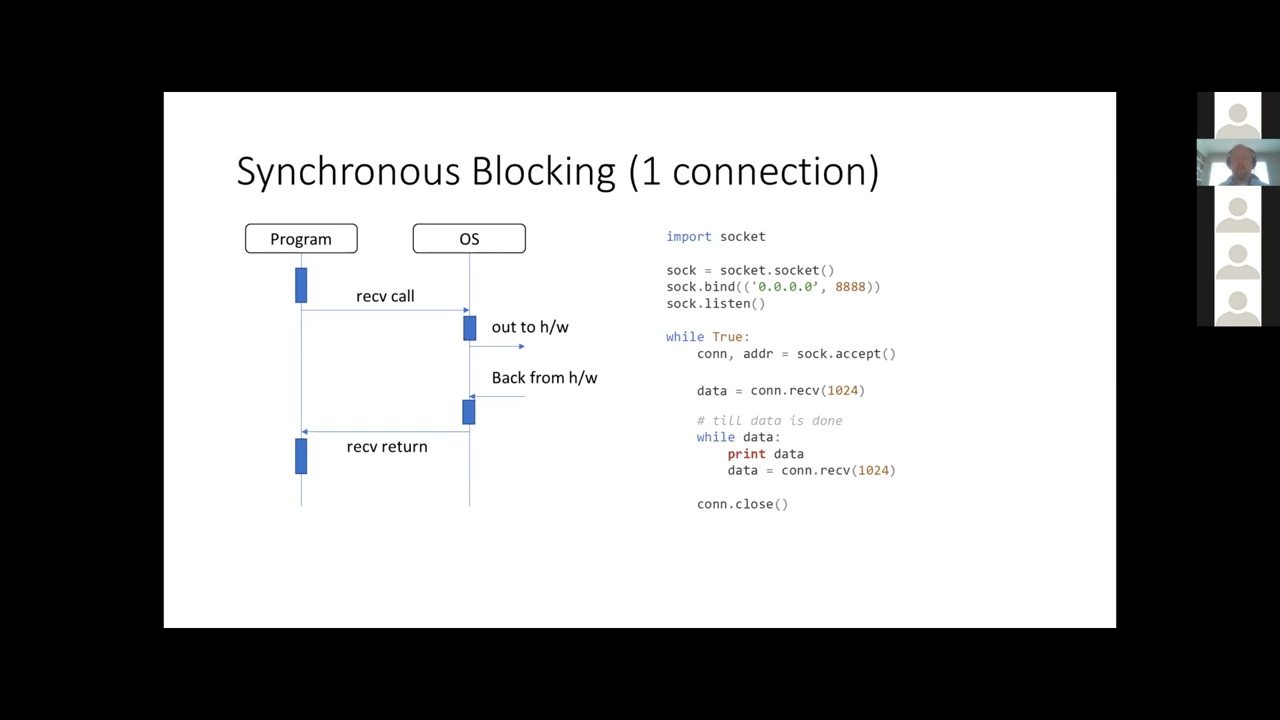 Synchronous Blocking (1 connection)
Program
OS
recv call
out to h/w
Back from h/w
recv return
import socket
sock = socket.socket()
sock.bind(('0.0.0.0’, 8888))
sock.listen()
while True:
conn, addr = sock.accept()
data = conn.recv(1024)
# till data is done
while data:
print data
data = conn.recv(1024)
conn.close()